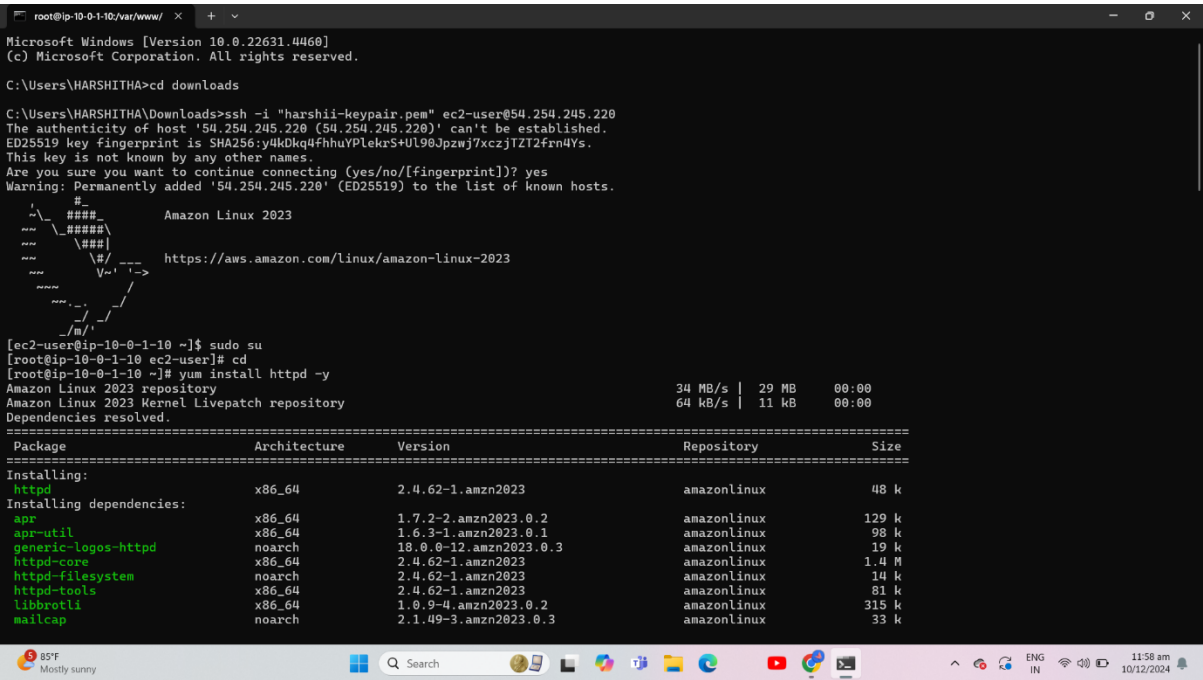 root@ip-10-0-1-10:/var/www/
Microsoft Windows [Version 10.0.22631.4460]
(c) Microsoft Corporation. All rights reserved.
C:\Users\HARSHITHA>cd downloads
C:\Users\HARSHITHA\Downloads>ssh -i "harshii-keypair.pem" ec2-user@54.254.245.220
The authenticity of host '54.254.245.220 (54.254.245.220)' can't be established.
ED25519 key fingerprint is SHA256:y4kDkq4fhhuYPlekrS+Ul90Jpzwj7xczjTZT2frn4Ys.
This key is not known by any other names.
Are you sure you want to continue connecting (yes/no/[fingerprint])? yes
Warning: Permanently added '54.254.245.220' (ED25519) to the list of known hosts.
   ,     #_
   ~\_  ####_        Amazon Linux 2023
  ~~  \_#####\
  ~~     \###|
  ~~       \#/ ___   https://aws.amazon.com/linux/amazon-linux-2023
   ~~       V~' '->
    ~~~         /
      ~~._.   _/
         _/ _/
       _/m/'
[ec2-user@ip-10-0-1-10 ~]$ sudo su
[root@ip-10-0-1-10 ec2-user]# cd
[root@ip-10-0-1-10 ~]# yum install httpd -y
Amazon Linux 2023 repository 34 MB/s | 29 MB 00:00
Amazon Linux 2023 Kernel Livepatch repository 64 kB/s | 11 kB 00:00
Dependencies resolved.
Package Architecture Version Repository Size
Installing:
httpd x86_64 2.4.62-1.amzn2023 amazonlinux 48 k
Installing dependencies:
apr x86_64 1.7.2-2.amzn2023.0.2 amazonlinux 129 k
apr-util x86_64 1.6.3-1.amzn2023.0.1 amazonlinux 98 k
generic-logos-httpd noarch 18.0.0-12.amzn2023.0.3 amazonlinux 19 k
httpd-core x86_64 2.4.62-1.amzn2023 amazonlinux 1.4 M
httpd-filesystem noarch 2.4.62-1.amzn2023 amazonlinux 14 k
httpd-tools x86_64 2.4.62-1.amzn2023 amazonlinux 81 k
libbrotli x86_64 1.0.9-4.amzn2023.0.2 amazonlinux 315 k
mailcap noarch 2.1.49-3.amzn2023.0.3 amazonlinux 33 k
5
85°F
Mostly sunny
Search
ENG
IN
11:58 am
10/12/2024